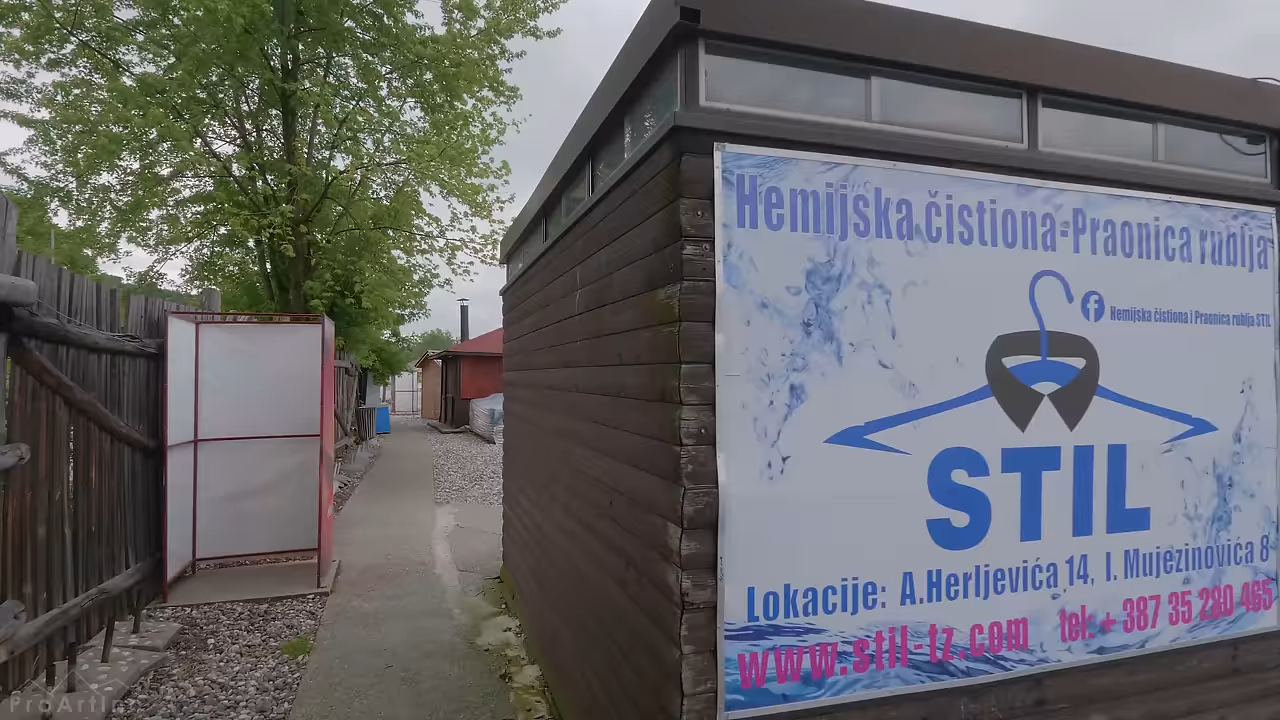 Hemijska čistiona-Praonica rublja
Hemijska čistiona i Praonica rublja STIL
STIL
Lokacije: A.Herljevića 14, I. Mujezinovića 8
www.stil-tz.com tel: + 387 35 280 465